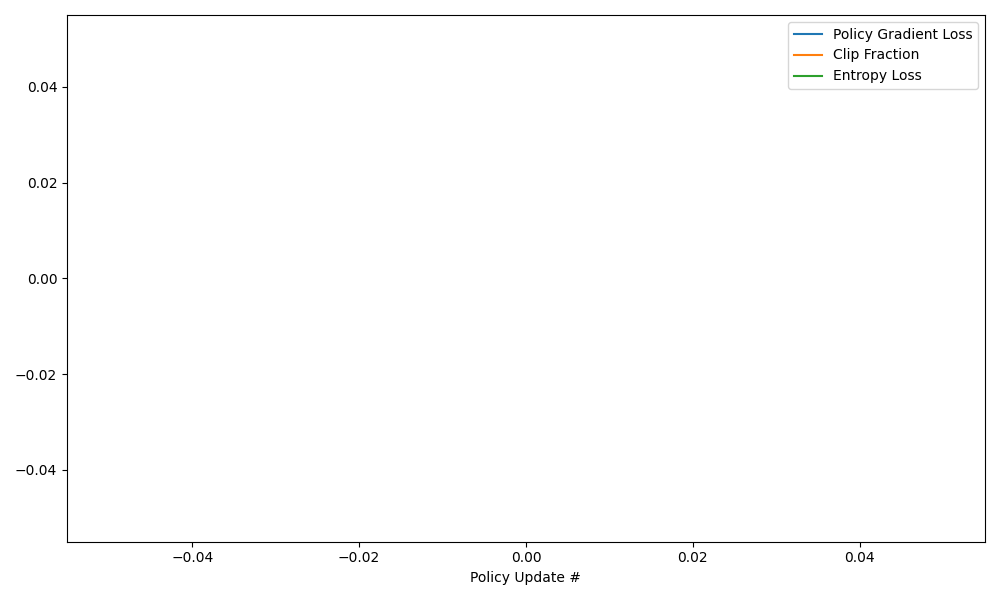 Policy Gradient Loss
Clip Fraction
Entropy Loss
0.04
0.02
0.00
−0.02
−0.04
−0.04 −0.02 0.00 0.02 0.04
Policy Update #